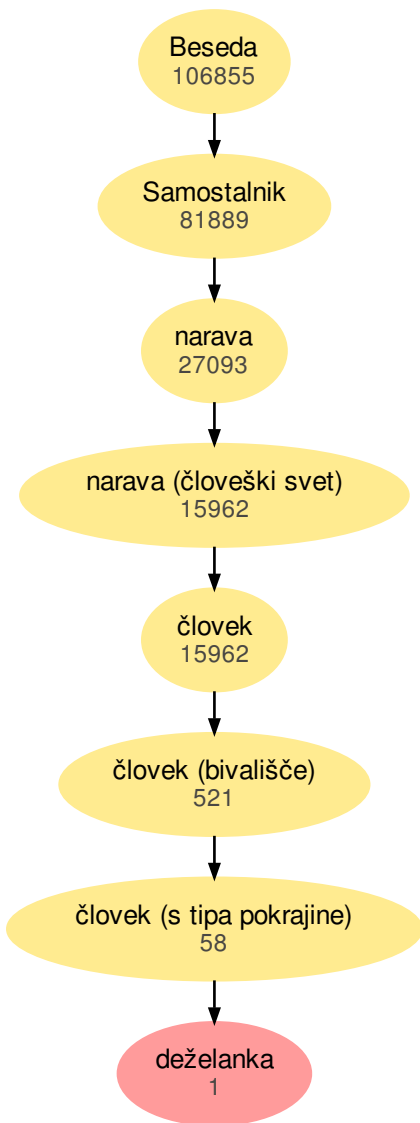 Beseda
106855
Samostalnik
81889
narava
27093
narava (človeški svet)
15962
človek
15962
človek (bivališče)
521
človek (s tipa pokrajine)
58
deželanka
1